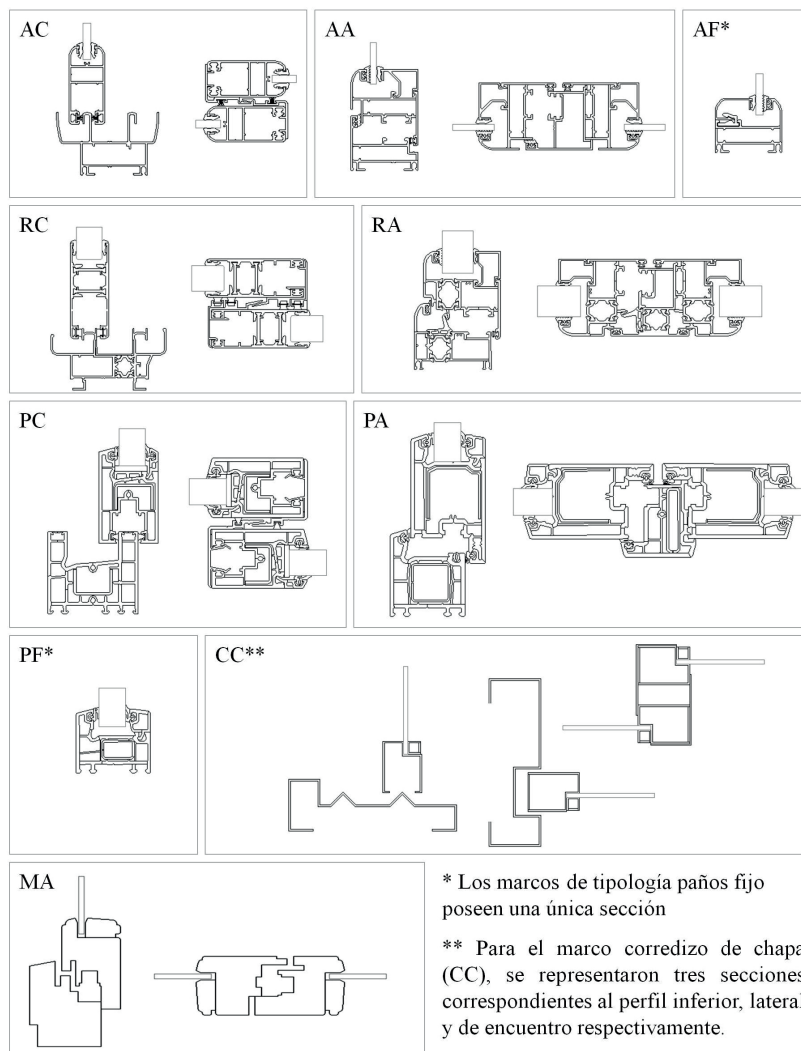 AC
AA
AF*
RC
RA
PC
PA
PF*
CC**
MA
* Los marcos de tipología paños fijo
poseen una única sección
** Para el marco corredizo de chapa
(CC), se representaron tres secciones
correspondientes al perfil inferior, lateral
y de encuentro respectivamente.